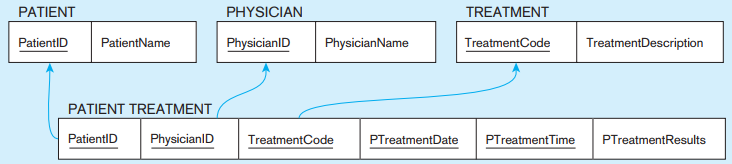 PATIENT PHYSICIAN TREATMENT
PatientID PatientName PhysicianID PhysicianName TreatmentCode TreatmentDescription
PATIENT TREATMENT
PatientID PhysicianID TreatmentCode PTreatmentDate PTreatmentTime PTreatmentResults